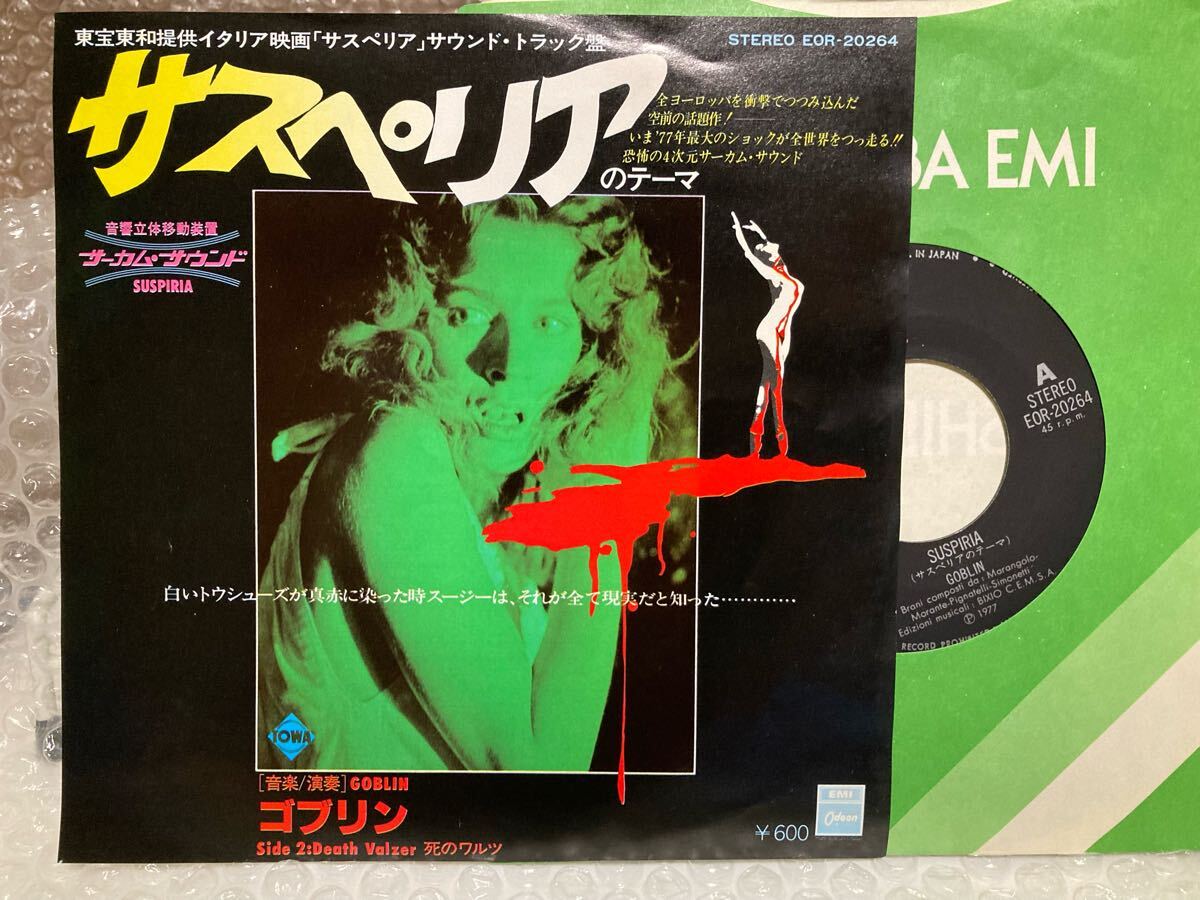 東宝東和提供イタリア映画「サスペリア」サウンド・トラック盤
STEREO EOR-20264
サスペリア
のテーマ
全ヨーロッパを衝撃でつつみ込んだ
空前の話題作!——
いま'77年最大のショックが全世界をつっ走る!!
恐怖の4次元サーカム・サウンド
音響立体移動装置
サーカム・サウンド
SUSPIRIA
白いトウシューズが真赤に染った時スージーは、それが全て現実だと知った…………
TOWA
[音楽/演奏] GOBLIN
ゴブリン
Side 2:Death Valzer 死のワルツ
¥600
EMI
Odeon
BA EMI
IN JAPAN
A
STEREO
EOR-20264
45 r.p.m.
SUSPIRIA
(サスペリアのテーマ)
GOBLIN
Brani composti da: Marangolo-
Morante-Pignatelli-Simonetti
Edizioni musicali: BIXIO C.E.M.S.A.
Ⓟ 1977
RECORD PROHIBITED